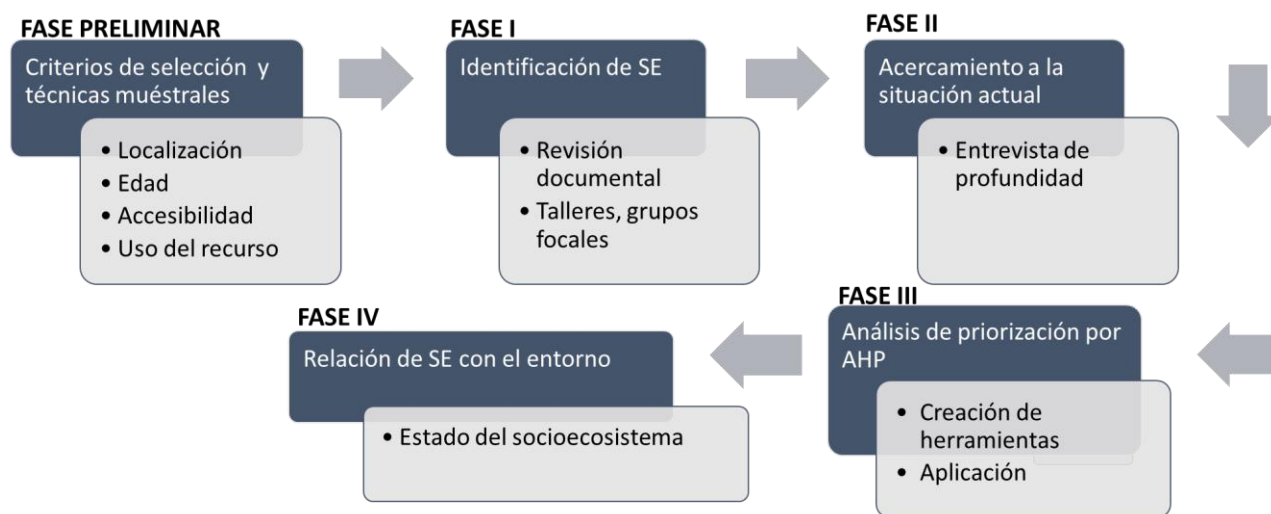 FASE PRELIMINAR
Criterios de selección y
técnicas muéstrales
• Localización
• Edad
• Accesibilidad
• Uso del recurso
FASE I
Identificación de SE
• Revisión
documental
• Talleres, grupos
focales
FASE II
Acercamiento a la
situación actual
• Entrevista de
profundidad
FASE III
Análisis de priorización por
AHP
• Creación de
herramientas
• Aplicación
FASE IV
Relación de SE con el entorno
• Estado del socioecosistema